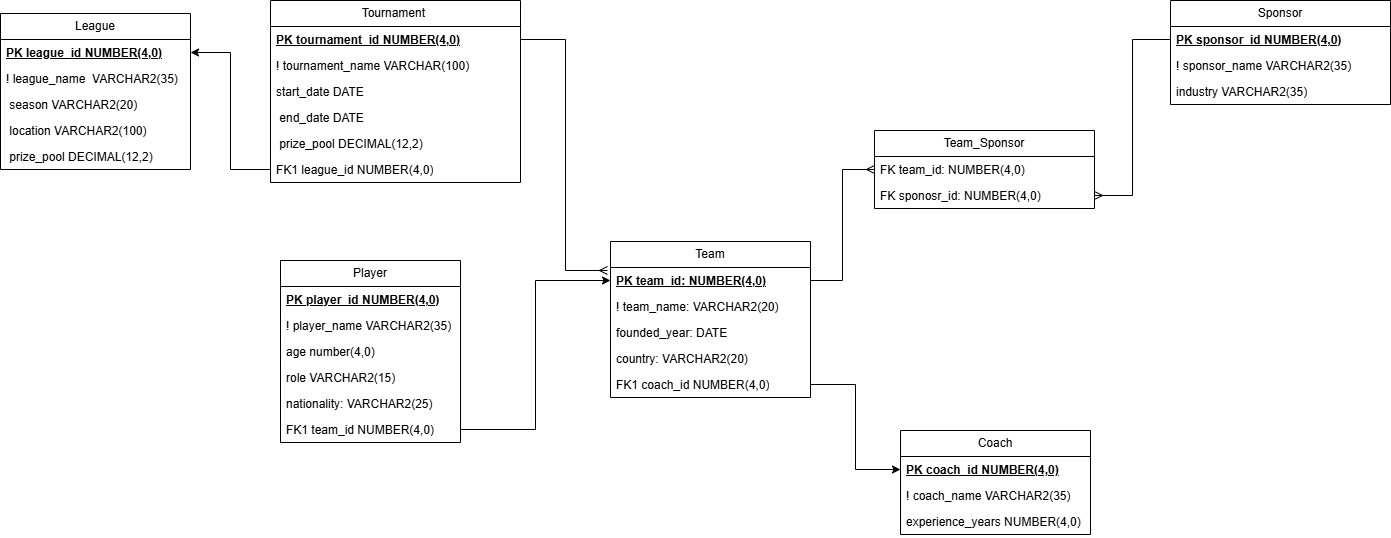 League
PK league_id NUMBER(4,0)
! league_name VARCHAR2(35)
season VARCHAR2(20)
location VARCHAR2(100)
prize_pool DECIMAL(12,2)
Tournament
PK tournament_id NUMBER(4,0)
! tournament_name VARCHAR(100)
start_date DATE
end_date DATE
prize_pool DECIMAL(12,2)
FK1 league_id NUMBER(4,0)
Sponsor
PK sponsor_id NUMBER(4,0)
! sponsor_name VARCHAR2(35)
industry VARCHAR2(35)
Team_Sponsor
FK team_id: NUMBER(4,0)
FK sponosr_id: NUMBER(4,0)
Player
PK player_id NUMBER(4,0)
! player_name VARCHAR2(35)
age number(4,0)
role VARCHAR2(15)
nationality: VARCHAR2(25)
FK1 team_id NUMBER(4,0)
Team
PK team_id: NUMBER(4,0)
! team_name: VARCHAR2(20)
founded_year: DATE
country: VARCHAR2(20)
FK1 coach_id NUMBER(4,0)
Coach
PK coach_id NUMBER(4,0)
! coach_name VARCHAR2(35)
experience_years NUMBER(4,0)